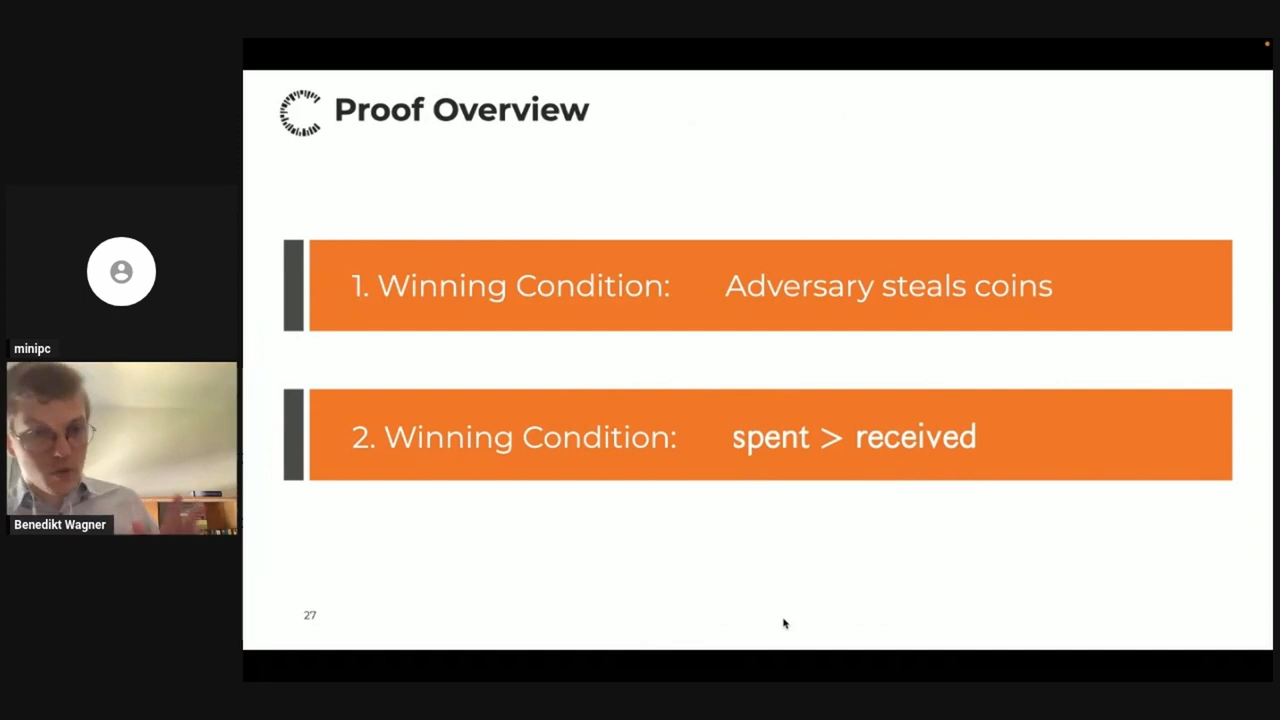 Proof Overview
1. Winning Condition: Adversary steals coins
2. Winning Condition: spent > received
27
minipc
Benedikt Wagner